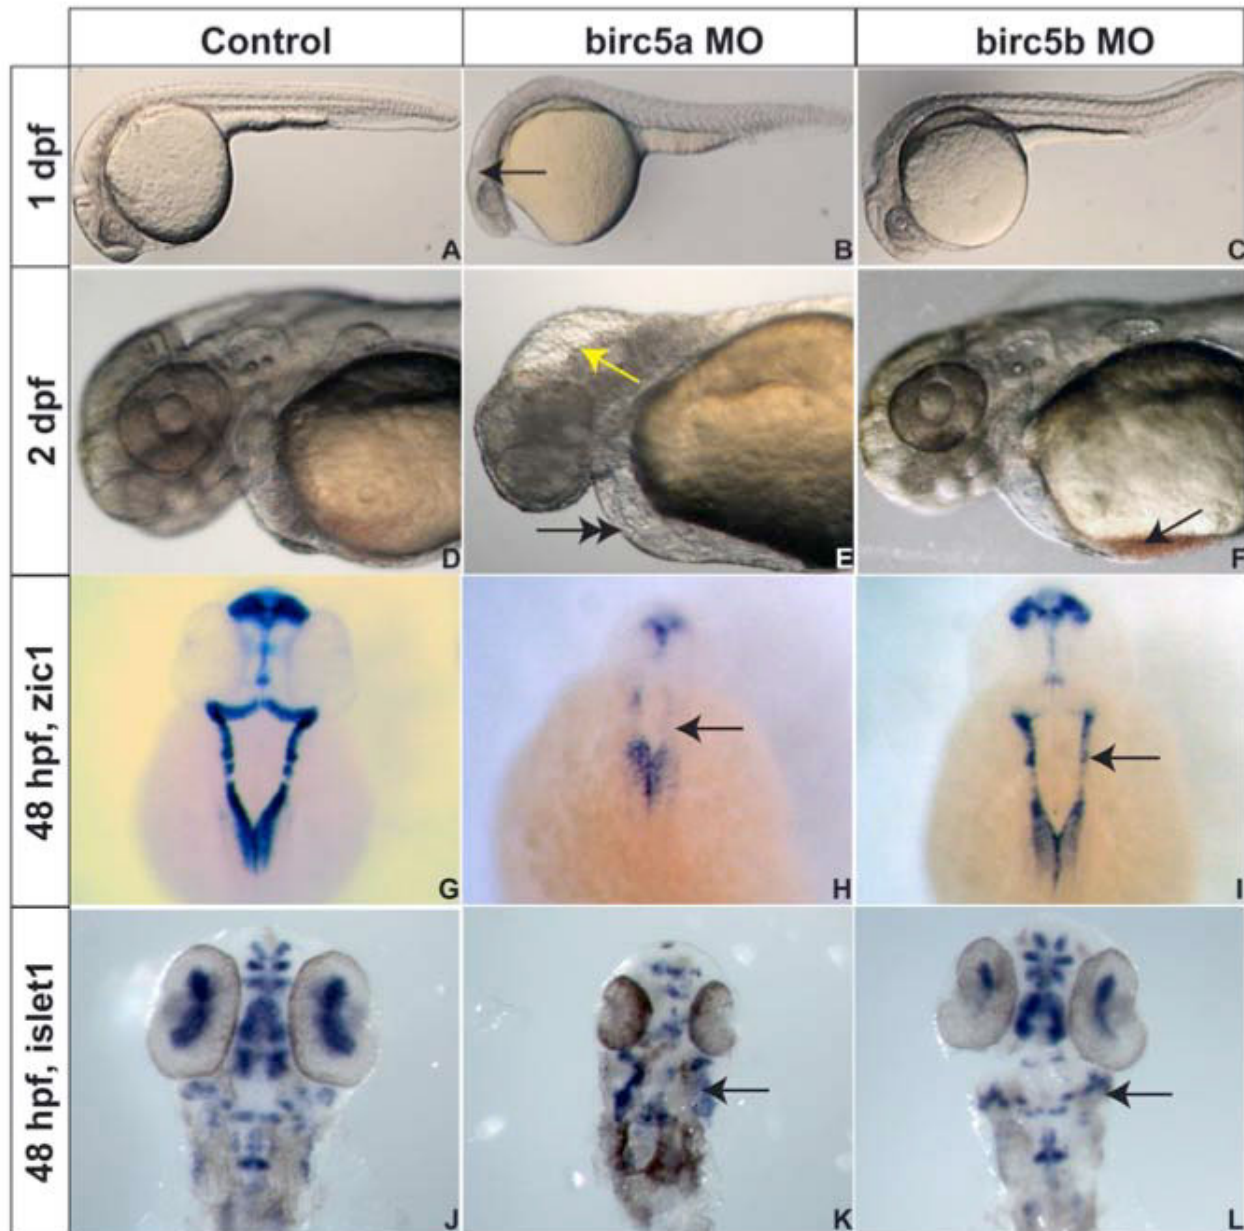 Control birc5a MO birc5b MO
1 dpf
A B C
2 dpf
D E F
48 hpf, zic1
G H I
48 hpf, islet1
J K L